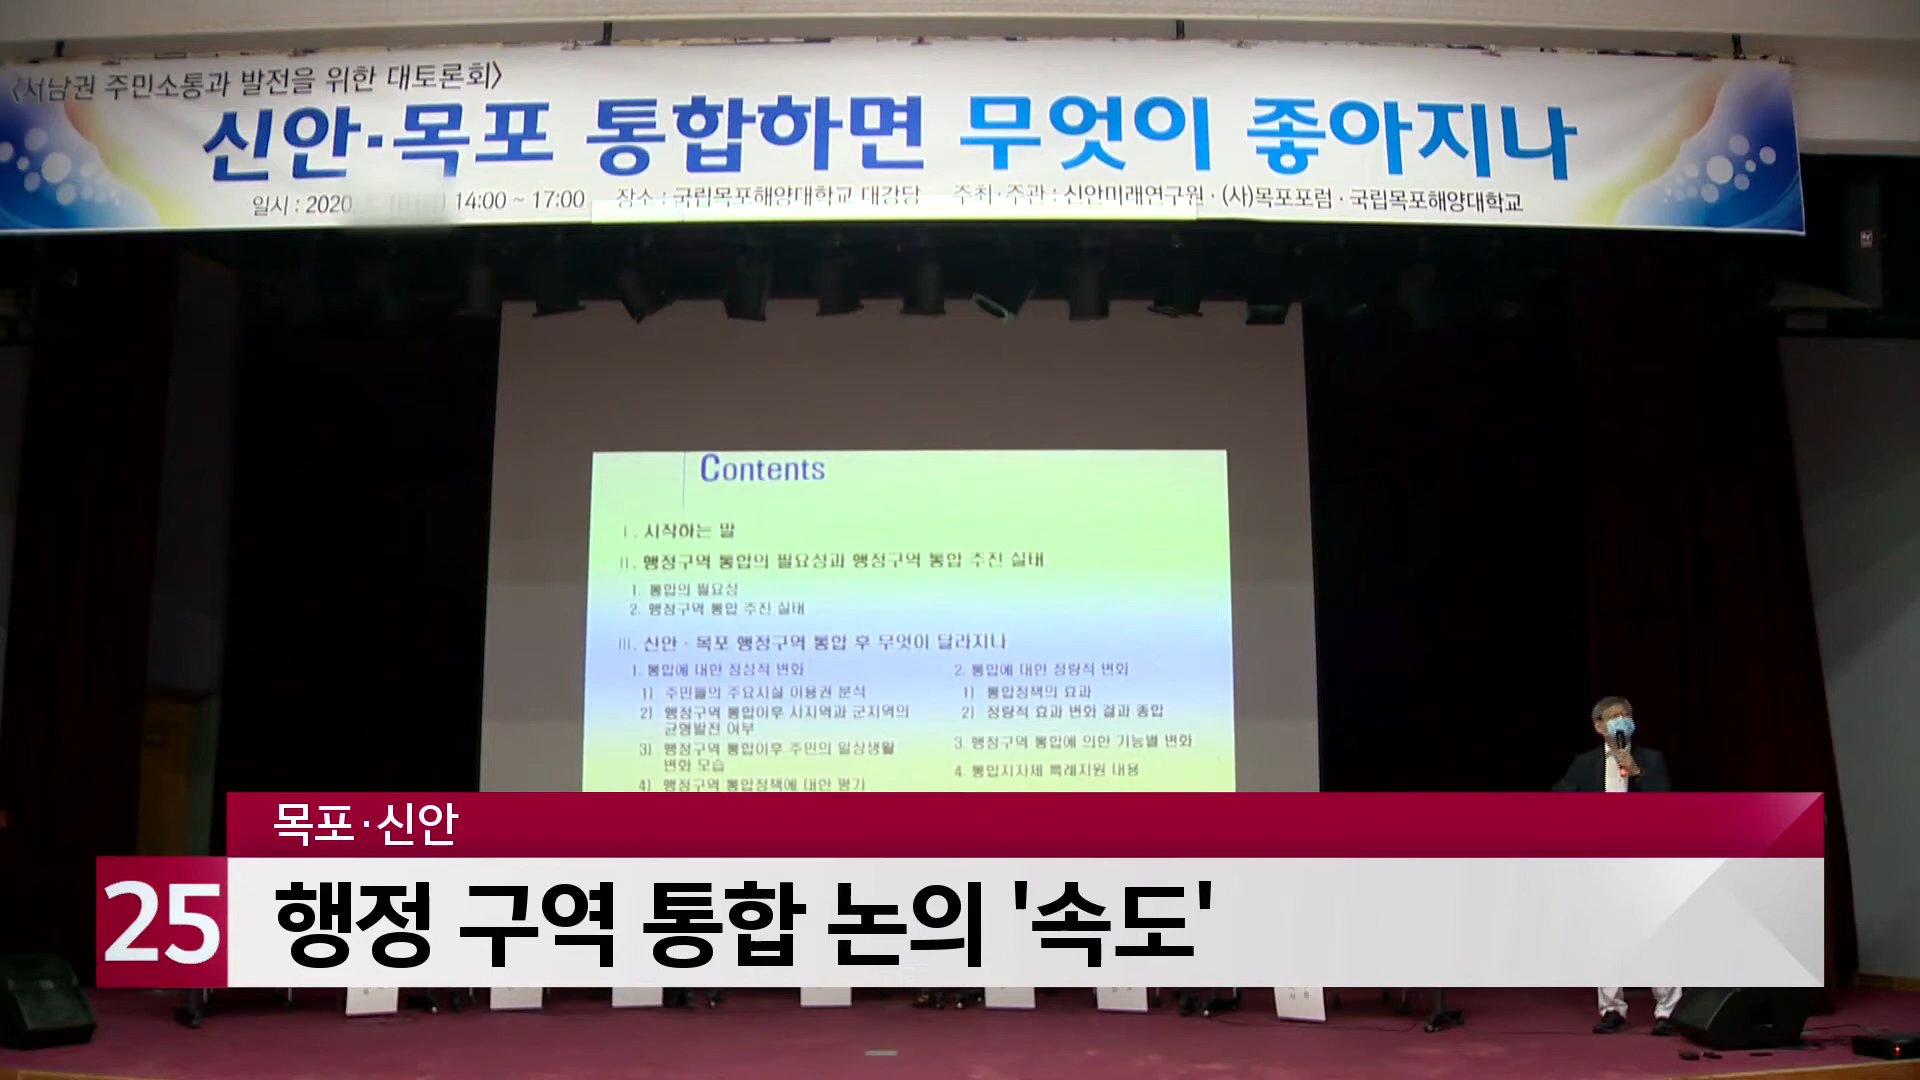 <서남권 주민소통과 발전을 위한 대토론회>
신안·목포 통합하면 무엇이 좋아지나
일시 : 2020 14:00 ~ 17:00 장소 : 국립목포해양대학교 대강당 주최·주관 : 신안미래연구원 · (사)목포포럼 · 국립목포해양대학교
Contents
I. 시작하는 말
II. 행정구역 통합의 필요성과 행정구역 통합 추진 실태
1. 통합의 필요성
2. 행정구역 통합 추진 실태
III. 신안 · 목포 행정구역 통합 후 무엇이 달라지나
1. 통합에 대한 정성적 변화
1) 주민들의 주요시설 이용권 분석
2) 행정구역 통합이후 시지역과 군지역의
균형발전 여부
3) 행정구역 통합이후 주민의 일상생활
변화 모습
4) 행정구역 통합정책에 대한 평가
2. 통합에 대한 정량적 변화
1) 통합정책의 효과
2) 정량적 효과 변화 결과 종합
3. 행정구역 통합에 의한 기능별 변화
4. 통합지자체 특례지원 내용
목포·신안
25 행정 구역 통합 논의 '속도'